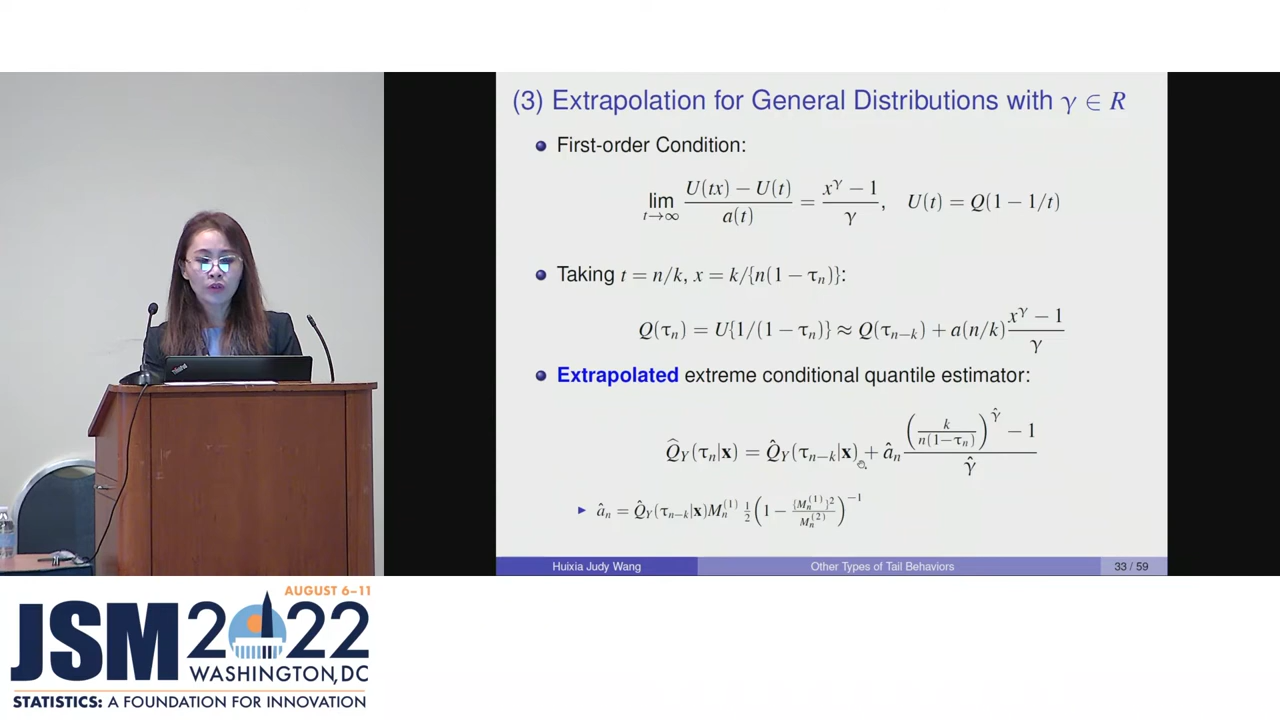 (3) Extrapolation for General Distributions with γ ∈ R
First-order Condition:
lim_{t→∞} (U(tx) − U(t)) / a(t) = (x^γ − 1) / γ, U(t) = Q(1 − 1/t)
Taking t = n/k, x = k/{n(1 − τ_n)}:
Q(τ_n) = U{1/(1 − τ_n)} ≈ Q(τ_{n−k}) + a(n/k) (x^γ − 1) / γ
Extrapolated extreme conditional quantile estimator:
Q̂_Y(τ_n|x) = Q̂_Y(τ_{n−k}|x) + â_n ((k / n(1−τ_n))^γ̂ − 1) / γ̂
â_n = Q̂_Y(τ_{n−k}|x) M_n^{(1)} 1/2 (1 − {M_n^{(1)}}^2 / M_n^{(2)})^{−1}
Huixia Judy Wang Other Types of Tail Behaviors 33 / 59
AUGUST 6–11
JSM 2022
WASHINGTON, DC
STATISTICS: A FOUNDATION FOR INNOVATION